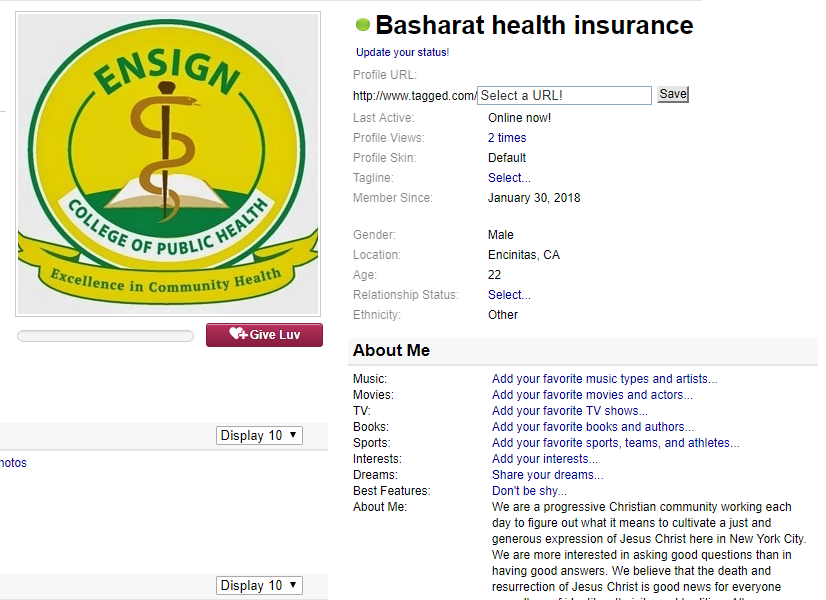 ENSIGN
COLLEGE OF PUBLIC HEALTH
Excellence in Community Health
Give Luv
Display 10
hotos
Display 10
Basharat health insurance
Update your status!
Profile URL:
http://www.tagged.com/ Select a URL! Save
Last Active: Online now!
Profile Views: 2 times
Profile Skin: Default
Tagline: Select...
Member Since: January 30, 2018
Gender: Male
Location: Encinitas, CA
Age: 22
Relationship Status: Select...
Ethnicity: Other
About Me
Music: Add your favorite music types and artists...
Movies: Add your favorite movies and actors...
TV: Add your favorite TV shows...
Books: Add your favorite books and authors...
Sports: Add your favorite sports, teams, and athletes...
Interests: Add your interests...
Dreams: Share your dreams...
Best Features: Don't be shy...
About Me: We are a progressive Christian community working each
day to figure out what it means to cultivate a just and
generous expression of Jesus Christ here in New York City.
We are more interested in asking good questions than in
having good answers. We believe that the death and
resurrection of Jesus Christ is good news for everyone